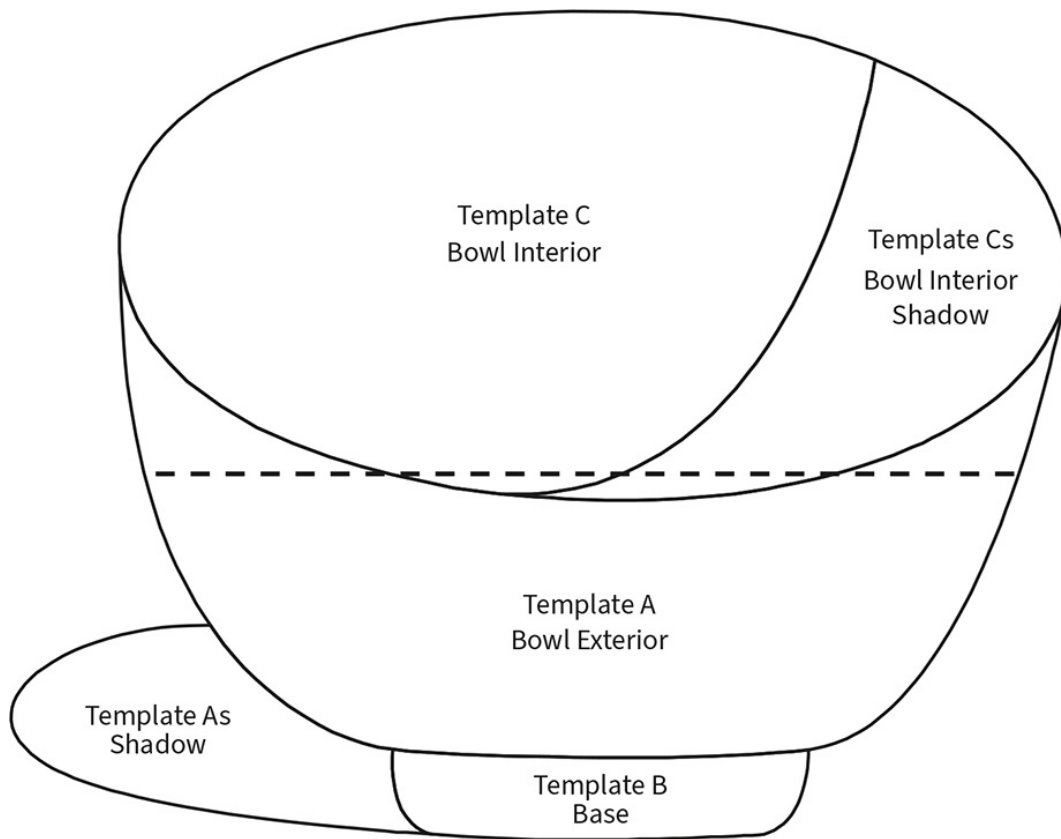 Template C
Bowl Interior
Template Cs
Bowl Interior
Shadow
Template A
Bowl Exterior
Template As
Shadow
Template B
Base